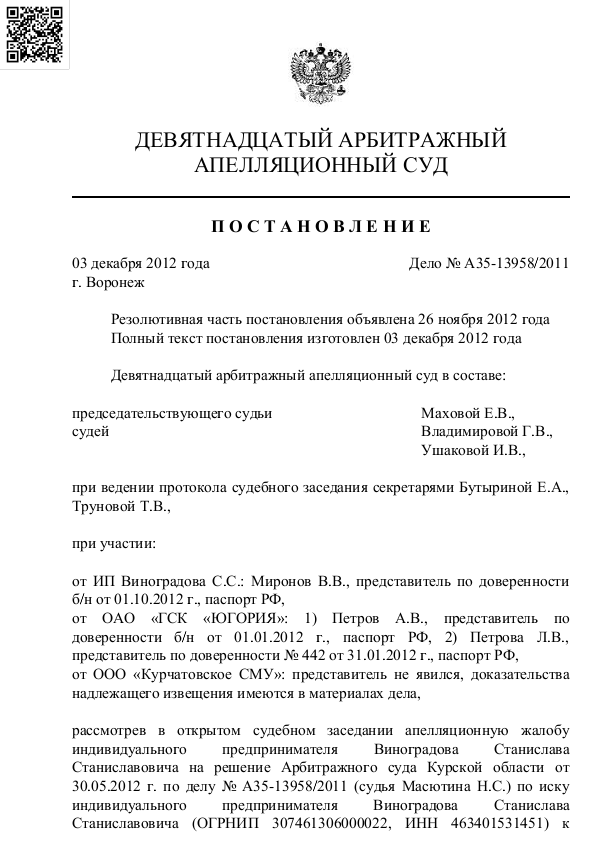 ДЕВЯТНАДЦАТЫЙ АРБИТРАЖНЫЙ
АПЕЛЛЯЦИОННЫЙ СУД
П О С Т А Н О В Л Е Н И Е
03 декабря 2012 года Дело № А35-13958/2011
г. Воронеж
Резолютивная часть постановления объявлена 26 ноября 2012 года
Полный текст постановления изготовлен 03 декабря 2012 года
Девятнадцатый арбитражный апелляционный суд в составе:
председательствующего судьи Маховой Е.В.,
судей Владимировой Г.В.,
Ушаковой И.В.,
при ведении протокола судебного заседания секретарями Бутыриной Е.А.,
Труновой Т.В.,
при участии:
от ИП Виноградова С.С.: Миронов В.В., представитель по доверенности
б/н от 01.10.2012 г., паспорт РФ,
от ОАО «ГСК «ЮГОРИЯ»: 1) Петров А.В., представитель по
доверенности б/н от 01.01.2012 г., паспорт РФ, 2) Петрова Л.В.,
представитель по доверенности № 442 от 31.01.2012 г., паспорт РФ,
от ООО «Курчатовское СМУ»: представитель не явился, доказательства
надлежащего извещения имеются в материалах дела,
рассмотрев в открытом судебном заседании апелляционную жалобу
индивидуального предпринимателя Виноградова Станислава
Станиславовича на решение Арбитражного суда Курской области от
30.05.2012 г. по делу № А35-13958/2011 (судья Масютина Н.С.) по иску
индивидуального предпринимателя Виноградова Станислава
Станиславовича (ОГРНИП 307461306000022, ИНН 463401531451) к